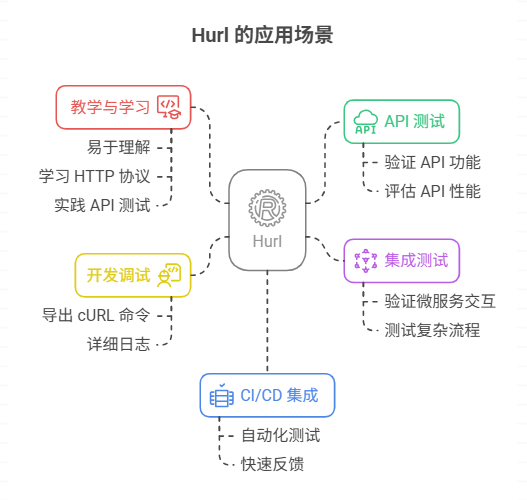 Hurl 的应用场景
教学与学习
易于理解
学习 HTTP 协议
实践 API 测试
API 测试
API
验证 API 功能
评估 API 性能
R
Hurl
开发调试
导出 cURL 命令
详细日志
集成测试
验证微服务交互
测试复杂流程
CI/CD 集成
自动化测试
快速反馈